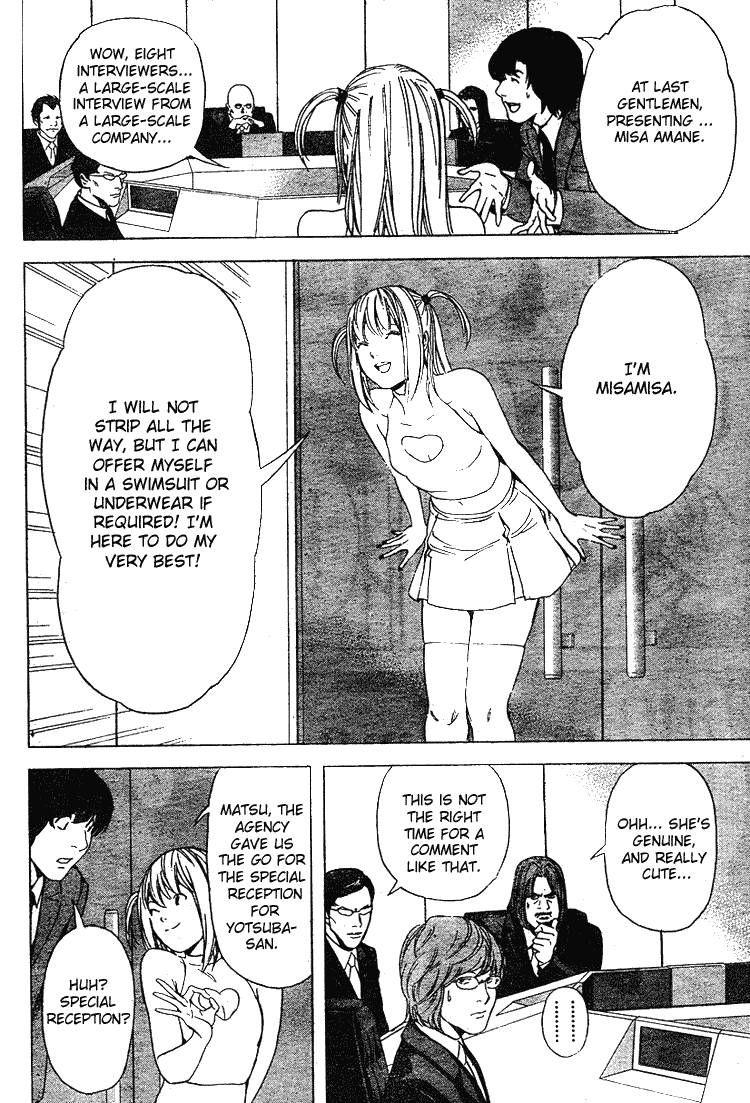 AT LAST
GENTLEMEN,
PRESENTING ...
MISA AMANE.
WOW, EIGHT
INTERVIEWERS...
A LARGE-SCALE
INTERVIEW FROM
A LARGE-SCALE
COMPANY...
I'M
MISAMISA.
I WILL NOT
STRIP ALL THE
WAY, BUT I CAN
OFFER MYSELF
IN A SWIMSUIT OR
UNDERWEAR IF
REQUIRED! I'M
HERE TO DO MY
VERY BEST!
OHH... SHE'S
GENUINE,
AND REALLY
CUTE...
THIS IS NOT
THE RIGHT
TIME FOR A
COMMENT
LIKE THAT.
......
MATSU, THE
AGENCY
GAVE US
THE GO FOR
THE SPECIAL
RECEPTION
FOR
YOTSUBA-
SAN.
HUH?
SPECIAL
RECEPTION?